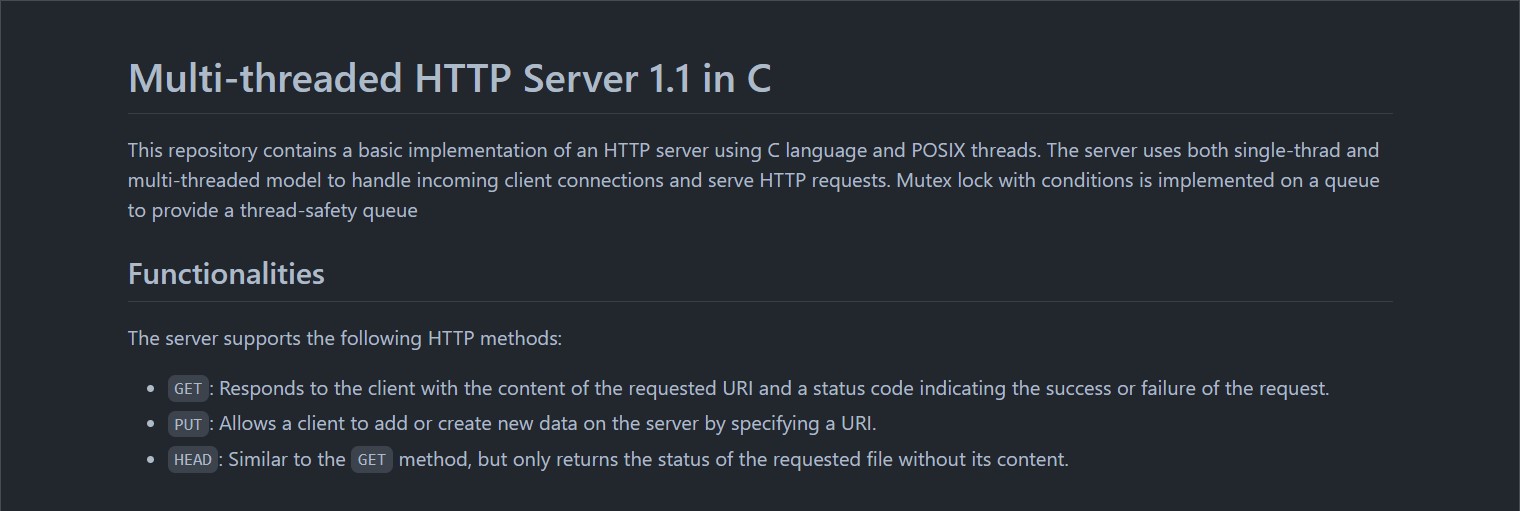 Multi-threaded HTTP Server 1.1 in C
This repository contains a basic implementation of an HTTP server using C language and POSIX threads. The server uses both single-thrad and
multi-threaded model to handle incoming client connections and serve HTTP requests. Mutex lock with conditions is implemented on a queue
to provide a thread-safety queue
Functionalities
The server supports the following HTTP methods:
• GET: Responds to the client with the content of the requested URI and a status code indicating the success or failure of the request.
• PUT: Allows a client to add or create new data on the server by specifying a URI.
• HEAD: Similar to the GET method, but only returns the status of the requested file without its content.